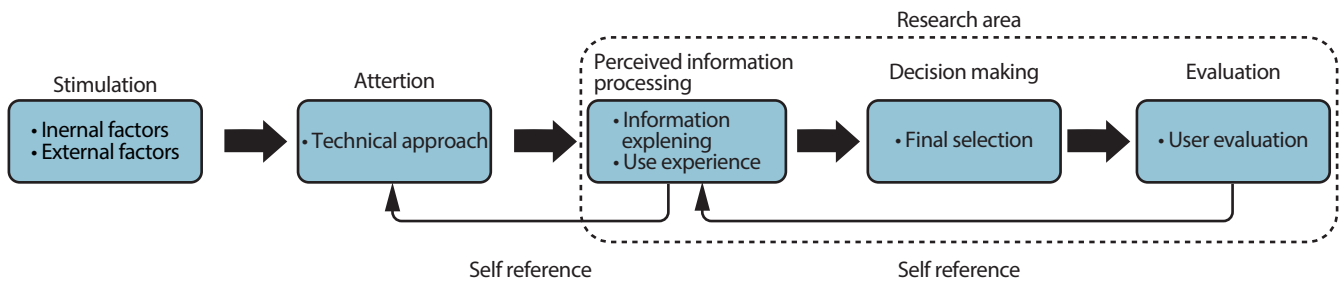 Research area
Stimulation
• Inernal factors
• External factors
Attertion
• Technical approach
Perceived information
processing
• Information
explening
• Use experience
Decision making
• Final selection
Evaluation
• User evaluation
Self reference
Self reference